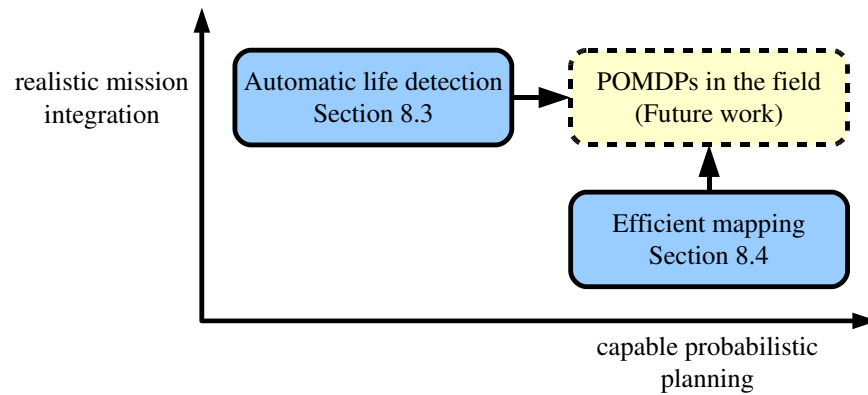 realistic mission
integration
Automatic life detection
Section 8.3
POMDPs in the field
(Future work)
Efficient mapping
Section 8.4
capable probabilistic
planning